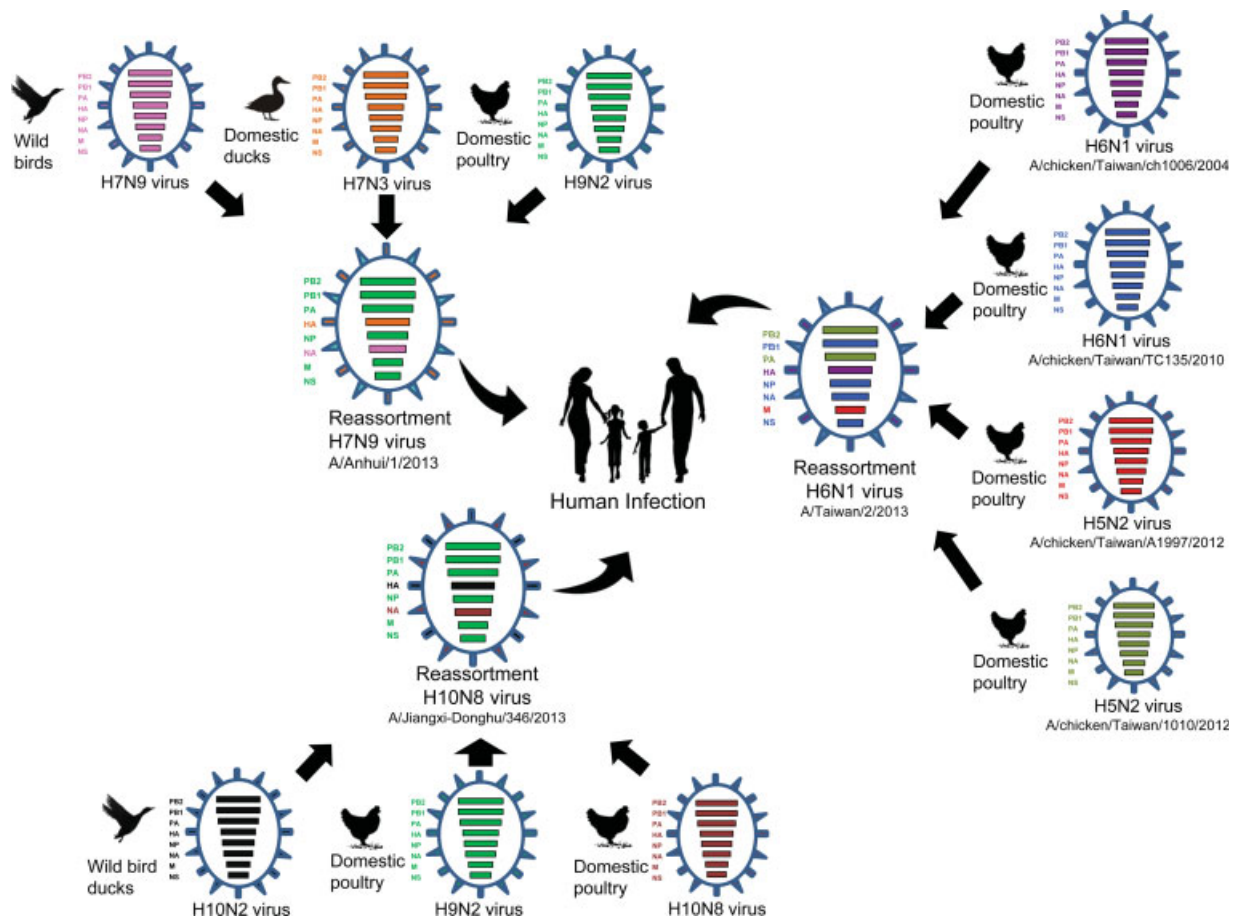 PB2
PB1
PA
HA
NP
NA
M
NS
Wild
birds
H7N9 virus
PB2
PB1
PA
HA
NP
NA
M
NS
Domestic
ducks
H7N3 virus
PB2
PB1
PA
HA
NP
NA
M
NS
Domestic
poultry
H9N2 virus
PB2
PB1
PA
HA
NP
NA
M
NS
Domestic
poultry
H6N1 virus
A/chicken/Taiwan/ch1006/2004
PB2
PB1
PA
HA
NP
NA
M
NS
Domestic
poultry
H6N1 virus
A/chicken/Taiwan/TC135/2010
PB2
PB1
PA
HA
NP
NA
M
NS
Reassortment
H7N9 virus
A/Anhui/1/2013
Human Infection
PB2
PB1
PA
HA
NP
NA
M
NS
Reassortment
H6N1 virus
A/Taiwan/2/2013
PB2
PB1
PA
HA
NP
NA
M
NS
Domestic
poultry
H5N2 virus
A/chicken/Taiwan/A1997/2012
PB2
PB1
PA
HA
NP
NA
M
NS
Domestic
poultry
H5N2 virus
A/chicken/Taiwan/1010/2012
PB2
PB1
PA
HA
NP
NA
M
NS
Reassortment
H10N8 virus
A/Jiangxi-Donghu/346/2013
PB2
PB1
PA
HA
NP
NA
M
NS
Wild bird
ducks
H10N2 virus
PB2
PB1
PA
HA
NP
NA
M
NS
Domestic
poultry
H9N2 virus
PB2
PB1
PA
HA
NP
NA
M
NS
Domestic
poultry
H10N8 virus